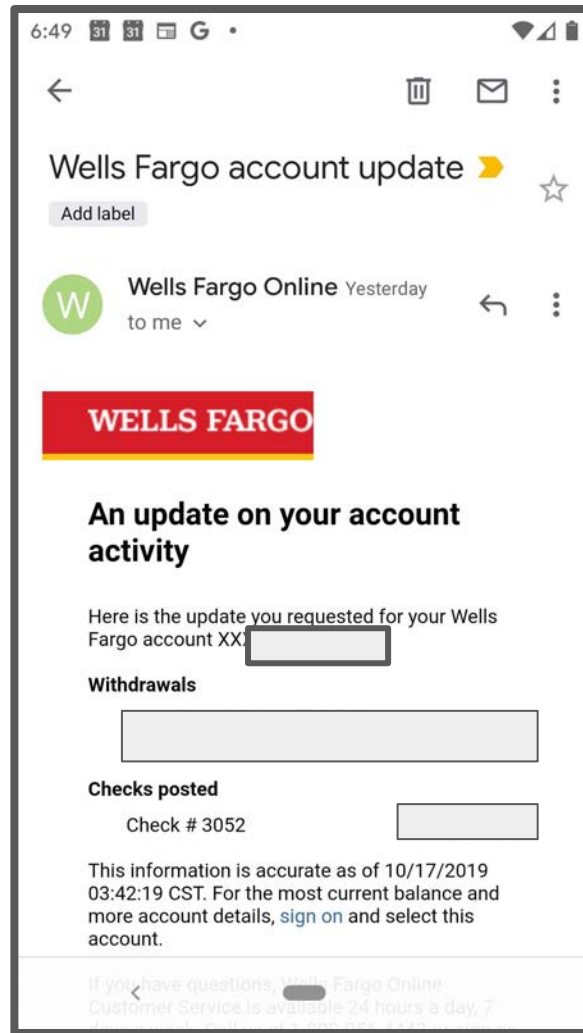 6:49 31 31 G
Wells Fargo account update
Add label
W
Wells Fargo Online Yesterday
to me
WELLS FARGO
An update on your account
activity
Here is the update you requested for your Wells
Fargo account XX
Withdrawals
Checks posted
Check # 3052
This information is accurate as of 10/17/2019
03:42:19 CST. For the most current balance and
more account details, sign on and select this
account.
If you have questions, Wells Fargo Online
Customer Service is available 24 hours a day, 7